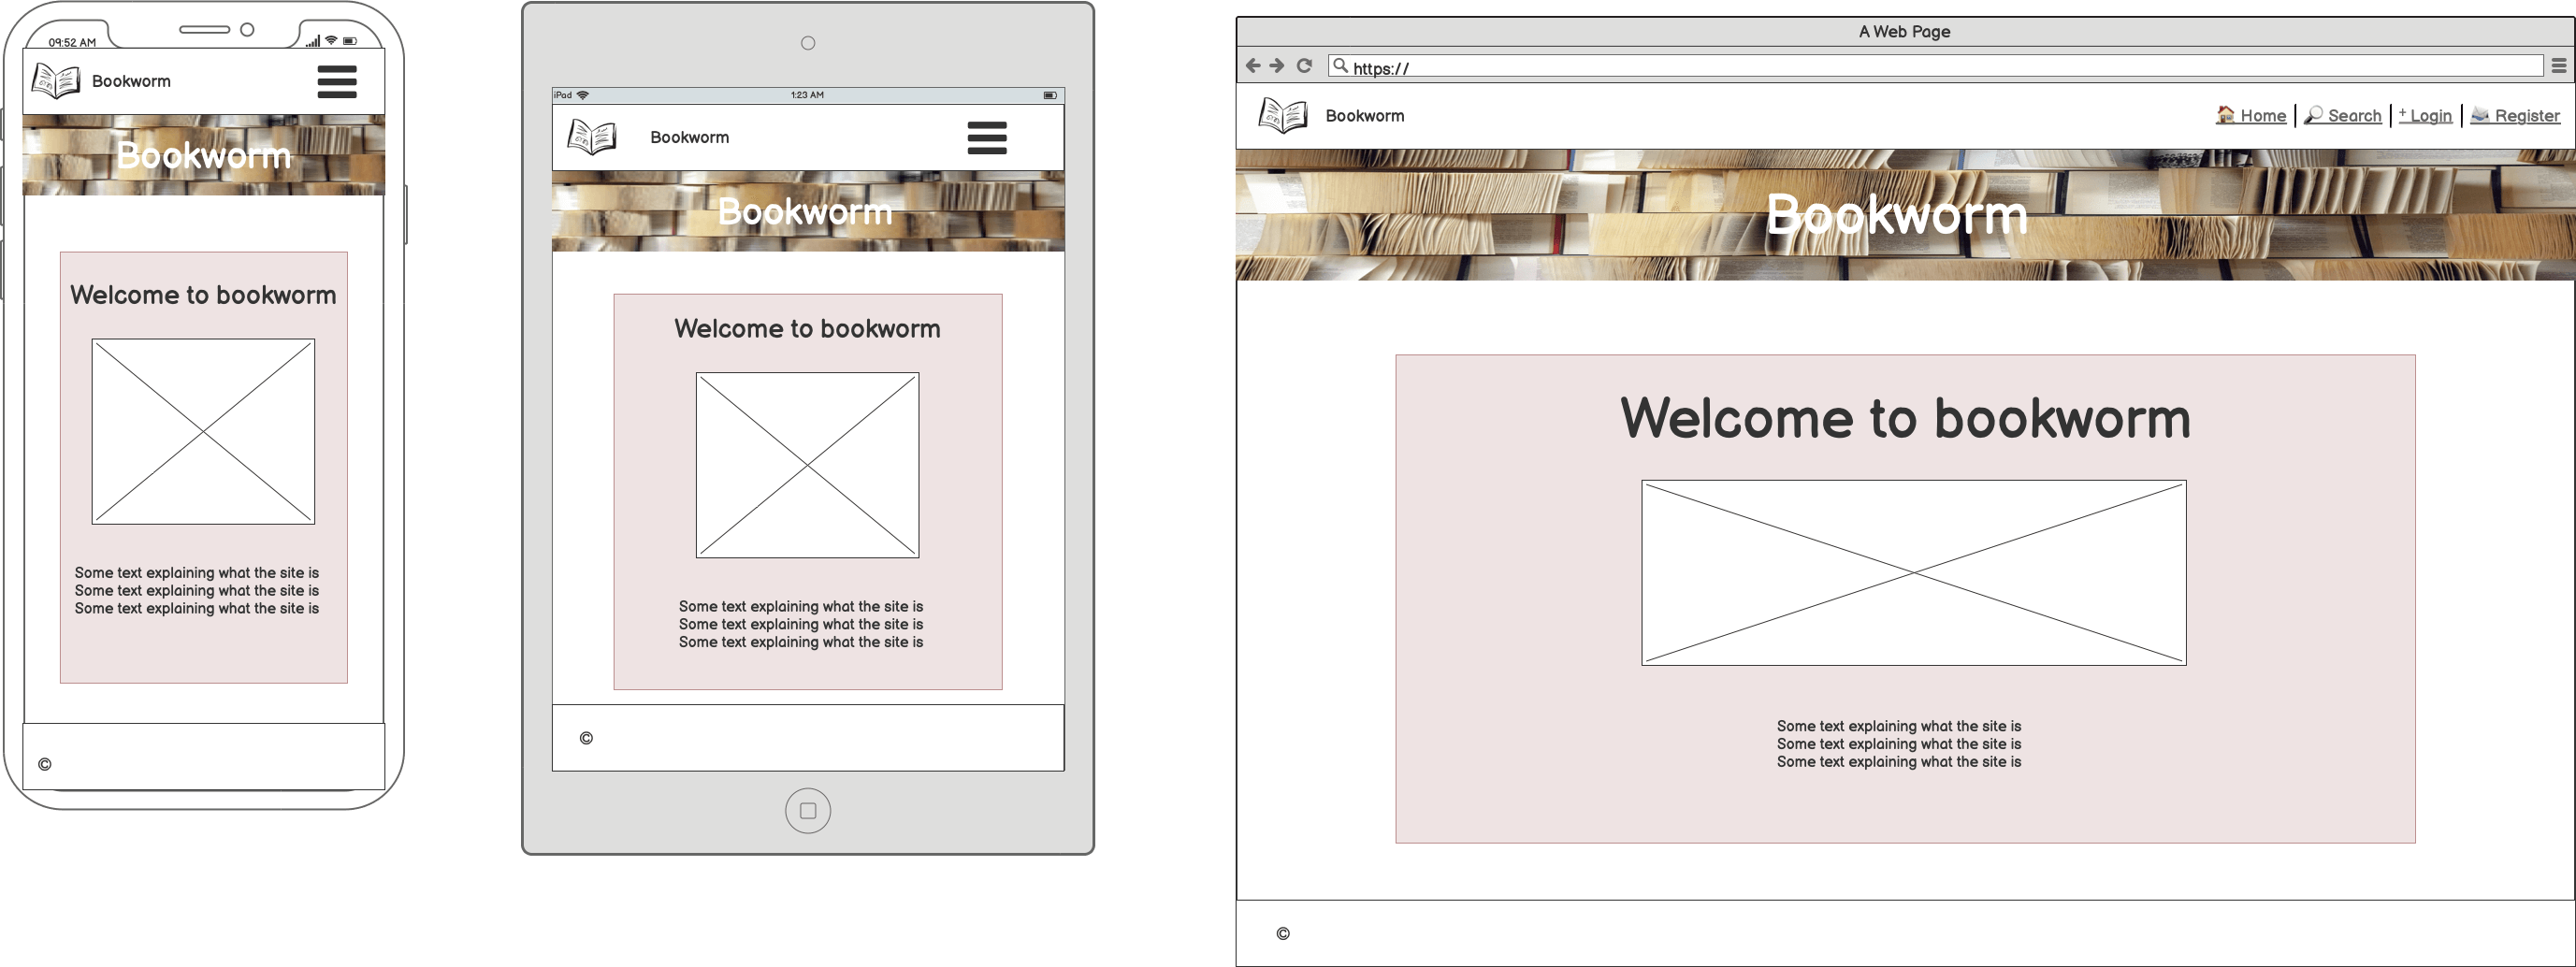 09:52 AM
Bookworm
Bookworm
Welcome to bookworm
Some text explaining what the site is
Some text explaining what the site is
Some text explaining what the site is
©
iPad
1:23 AM
Bookworm
Bookworm
Welcome to bookworm
Some text explaining what the site is
Some text explaining what the site is
Some text explaining what the site is
©
A Web Page
https://
Bookworm
Home
Search
+ Login
Register
Bookworm
Welcome to bookworm
Some text explaining what the site is
Some text explaining what the site is
Some text explaining what the site is
©